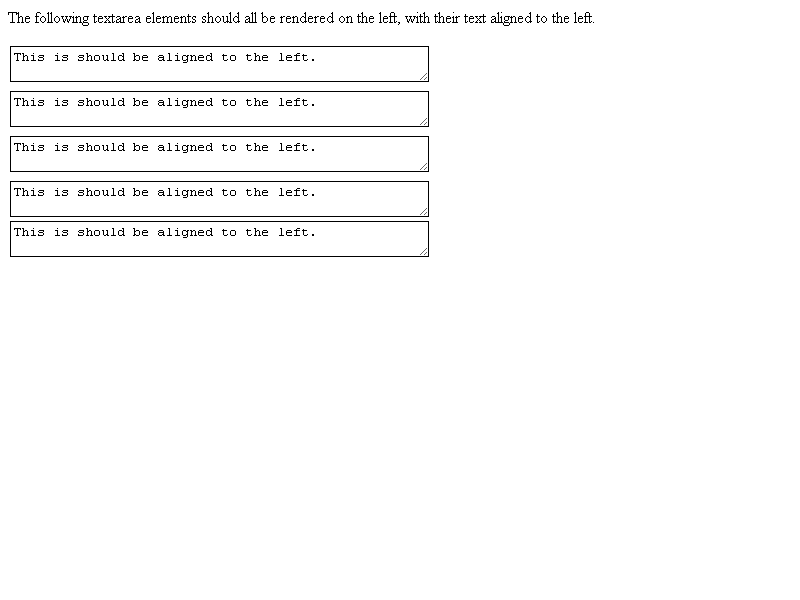 The following textarea elements should all be rendered on the left, with their text aligned to the left.
This is should be aligned to the left.
This is should be aligned to the left.
This is should be aligned to the left.
This is should be aligned to the left.
This is should be aligned to the left.